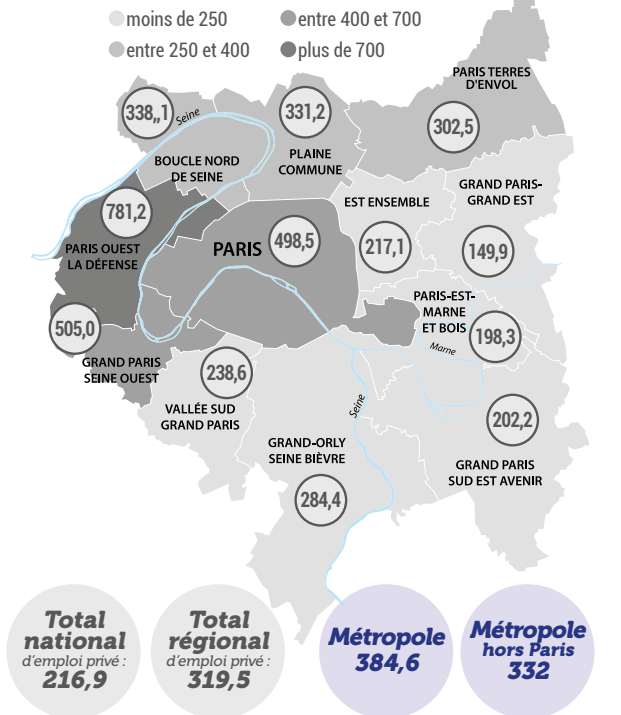 moins de 250
entre 400 et 700
entre 250 et 400
plus de 700
PARIS TERRES
D'ENVOL
302,5
338,,1
Seine
331,2
BOUCLE NORD
DE SEINE
PLAINE
COMMUNE
EST ENSEMBLE
217,1
GRAND PARIS-
GRAND EST
149,9
781,2
PARIS OUEST
LA DÉFENSE
PARIS
498,5
PARIS-EST-
MARNE
ET BOIS
198,3
Marne
505,0
GRAND PARIS
SEINE OUEST
238,6
VALLÉE SUD
GRAND PARIS
Seine
202,2
GRAND PARIS
SUD EST AVENIR
GRAND-ORLY
SEINE BIÈVRE
284,4
Total
national
d'emploi privé :
216,9
Total
régional
d'emploi privé :
319,5
Métropole
384,6
Métropole
hors Paris
332